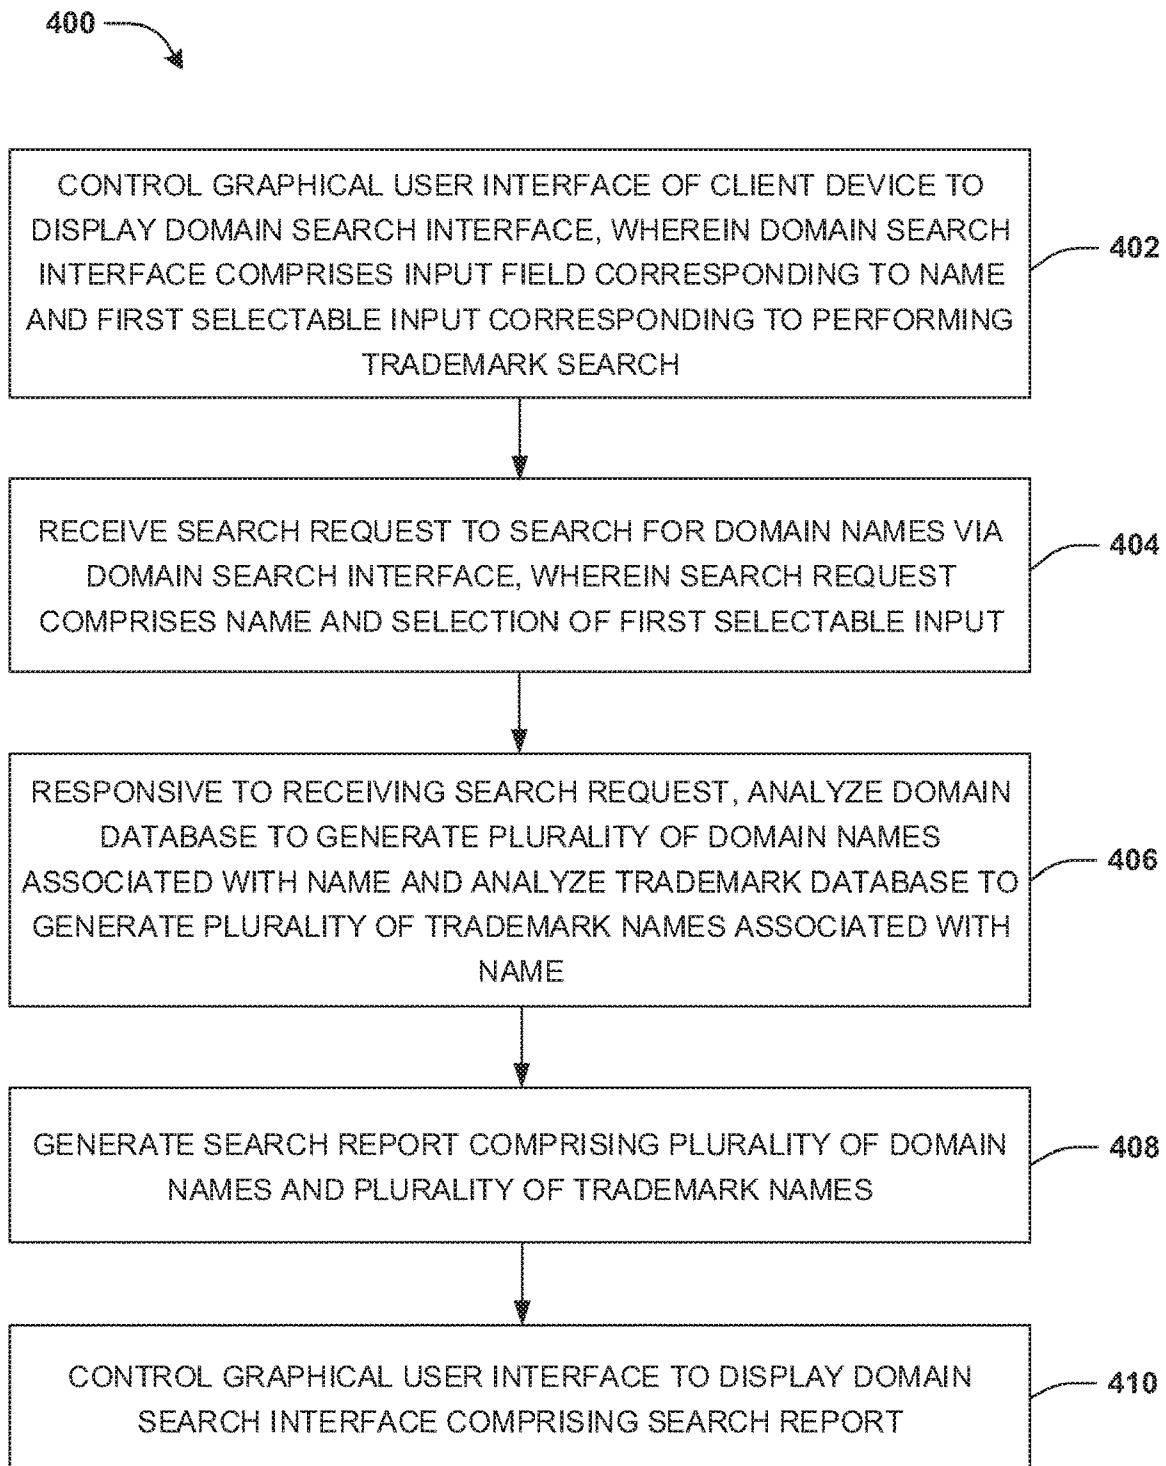 400
CONTROL GRAPHICAL USER INTERFACE OF CLIENT DEVICE TO
DISPLAY DOMAIN SEARCH INTERFACE, WHEREIN DOMAIN SEARCH
INTERFACE COMPRISES INPUT FIELD CORRESPONDING TO NAME
AND FIRST SELECTABLE INPUT CORRESPONDING TO PERFORMING
TRADEMARK SEARCH
402
RECEIVE SEARCH REQUEST TO SEARCH FOR DOMAIN NAMES VIA
DOMAIN SEARCH INTERFACE, WHEREIN SEARCH REQUEST
COMPRISES NAME AND SELECTION OF FIRST SELECTABLE INPUT
404
RESPONSIVE TO RECEIVING SEARCH REQUEST, ANALYZE DOMAIN
DATABASE TO GENERATE PLURALITY OF DOMAIN NAMES
ASSOCIATED WITH NAME AND ANALYZE TRADEMARK DATABASE TO
GENERATE PLURALITY OF TRADEMARK NAMES ASSOCIATED WITH
NAME
406
GENERATE SEARCH REPORT COMPRISING PLURALITY OF DOMAIN
NAMES AND PLURALITY OF TRADEMARK NAMES
408
CONTROL GRAPHICAL USER INTERFACE TO DISPLAY DOMAIN
SEARCH INTERFACE COMPRISING SEARCH REPORT
410